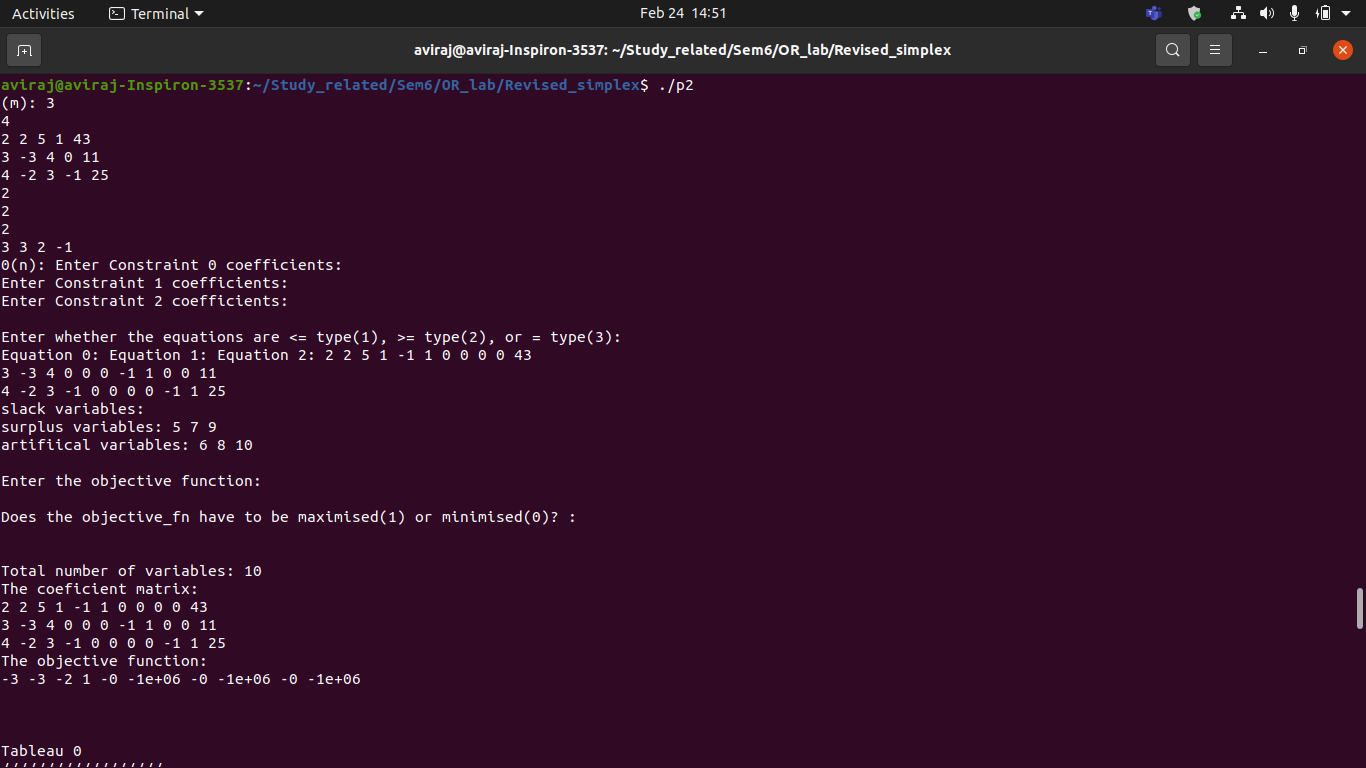 Activities Terminal Feb 24 14:51
aviraj@aviraj-Inspiron-3537: ~/Study_related/Sem6/OR_lab/Revised_simplex
aviraj@aviraj-Inspiron-3537:~/Study_related/Sem6/OR_lab/Revised_simplex$ ./p2
(m): 3
4
2 2 5 1 43
3 -3 4 0 11
4 -2 3 -1 25
2
2
2
3 3 2 -1
0(n): Enter Constraint 0 coefficients:
Enter Constraint 1 coefficients:
Enter Constraint 2 coefficients:
Enter whether the equations are <= type(1), >= type(2), or = type(3):
Equation 0: Equation 1: Equation 2: 2 2 5 1 -1 1 0 0 0 0 43
3 -3 4 0 0 0 -1 1 0 0 11
4 -2 3 -1 0 0 0 0 -1 1 25
slack variables:
surplus variables: 5 7 9
artifiical variables: 6 8 10
Enter the objective function:
Does the objective_fn have to be maximised(1) or minimised(0)? :
Total number of variables: 10
The coeficient matrix:
2 2 5 1 -1 1 0 0 0 0 43
3 -3 4 0 0 0 -1 1 0 0 11
4 -2 3 -1 0 0 0 0 -1 1 25
The objective function:
-3 -3 -2 1 -0 -1e+06 -0 -1e+06 -0 -1e+06
Tableau 0